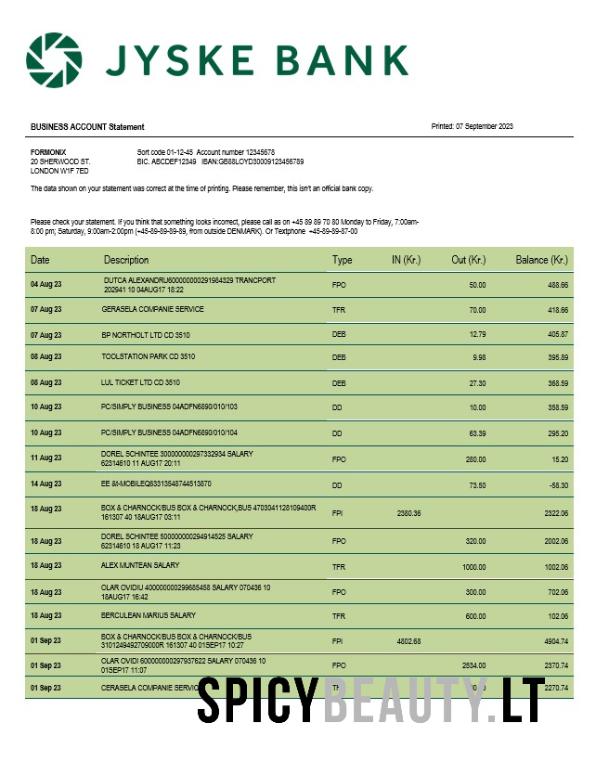 JYSKE BANK
BUSINESS ACCOUNT Statement Printed: 07 September 2023
FORMONIX Sort code 01-12-45 Account number 12345678
20 SHERWOOD ST. BIC. ABCDEF12349 IBAN:GB88LOYD30009123456789
LONDON W1F 7ED
The data shown on your statement was correct at the time of printing. Please remember, this isn't an official bank copy.
Please check your statement. If you think that something looks incorrect, please call as on +45 89 89 70 80 Monday to Friday, 7:00am-
8:00 pm; Saturday, 9:00am-2:00pm (+45-89-89-89-89, from outside DENMARK). Or Textphone +45-89-89-87-00
Date Description Type IN (Kr.) Out (Kr.) Balance (Kr.)
04 Aug 23 DUTCA ALEXANDRU600000000291984329 TRANCPORT FPO 50.00 488.66
202941 10 04AUG17 18:22
07 Aug 23 GERASELA COMPANIE SERVICE TFR 70.00 418.66
07 Aug 23 BP NORTHOLT LTD CD 3510 DEB 12.79 405.87
08 Aug 23 TOOLSTATION PARK CD 3510 DEB 9.98 395.89
08 Aug 23 LUL TICKET LTD CD 3510 DEB 27.30 368.59
10 Aug 23 PC/SIMPLY BUSINESS 04ADFN6890/010/103 DD 10.00 358.59
10 Aug 23 PC/SIMPLY BUSINESS 04ADFN6890/010/104 DD 63.39 295.20
11 Aug 23 DOREL SCHINTEE 300000000297332934 SALARY FPO 280.00 15.20
62314610 11 AUG17 20:11
14 Aug 23 EE &t-MOBILEQ83313548744513870 DD 73.50 -58.30
18 Aug 23 BOX & CHARNOCK/BUS BOX & CHARNOCK,BUS 4703041128109400R FPI 2380.36 2322.06
161307 40 18AUG17 03:11
18 Aug 23 DOREL SCHINTEE 500000000294914525 SALARY FPO 320.00 2002.06
62314610 18 AUG17 11:23
18 Aug 23 ALEX MUNTEAN SALARY TFR 1000.00 1002.06
18 Aug 23 OLAR OVIDIU 400000000299685458 SALARY 070436 10 FPO 300.00 702.06
18AUG17 16:42
18 Aug 23 BERCULEAN MARIUS SALARY TFR 600.00 102.06
01 Sep 23 BOX & CHARNOCK/BUS BOX & CHARNOCK/BUS FPI 4802.68 4904.74
3101249492709000R 161307 40 01SEP17 10:27
01 Sep 23 OLAR OVIDI 600000000297937622 SALARY 070436 10 FPO 2534.00 2370.74
01SEP17 11:07
01 Sep 23 CERASELA COMPANIE 2270.74
SPICYBEAUTY.LT